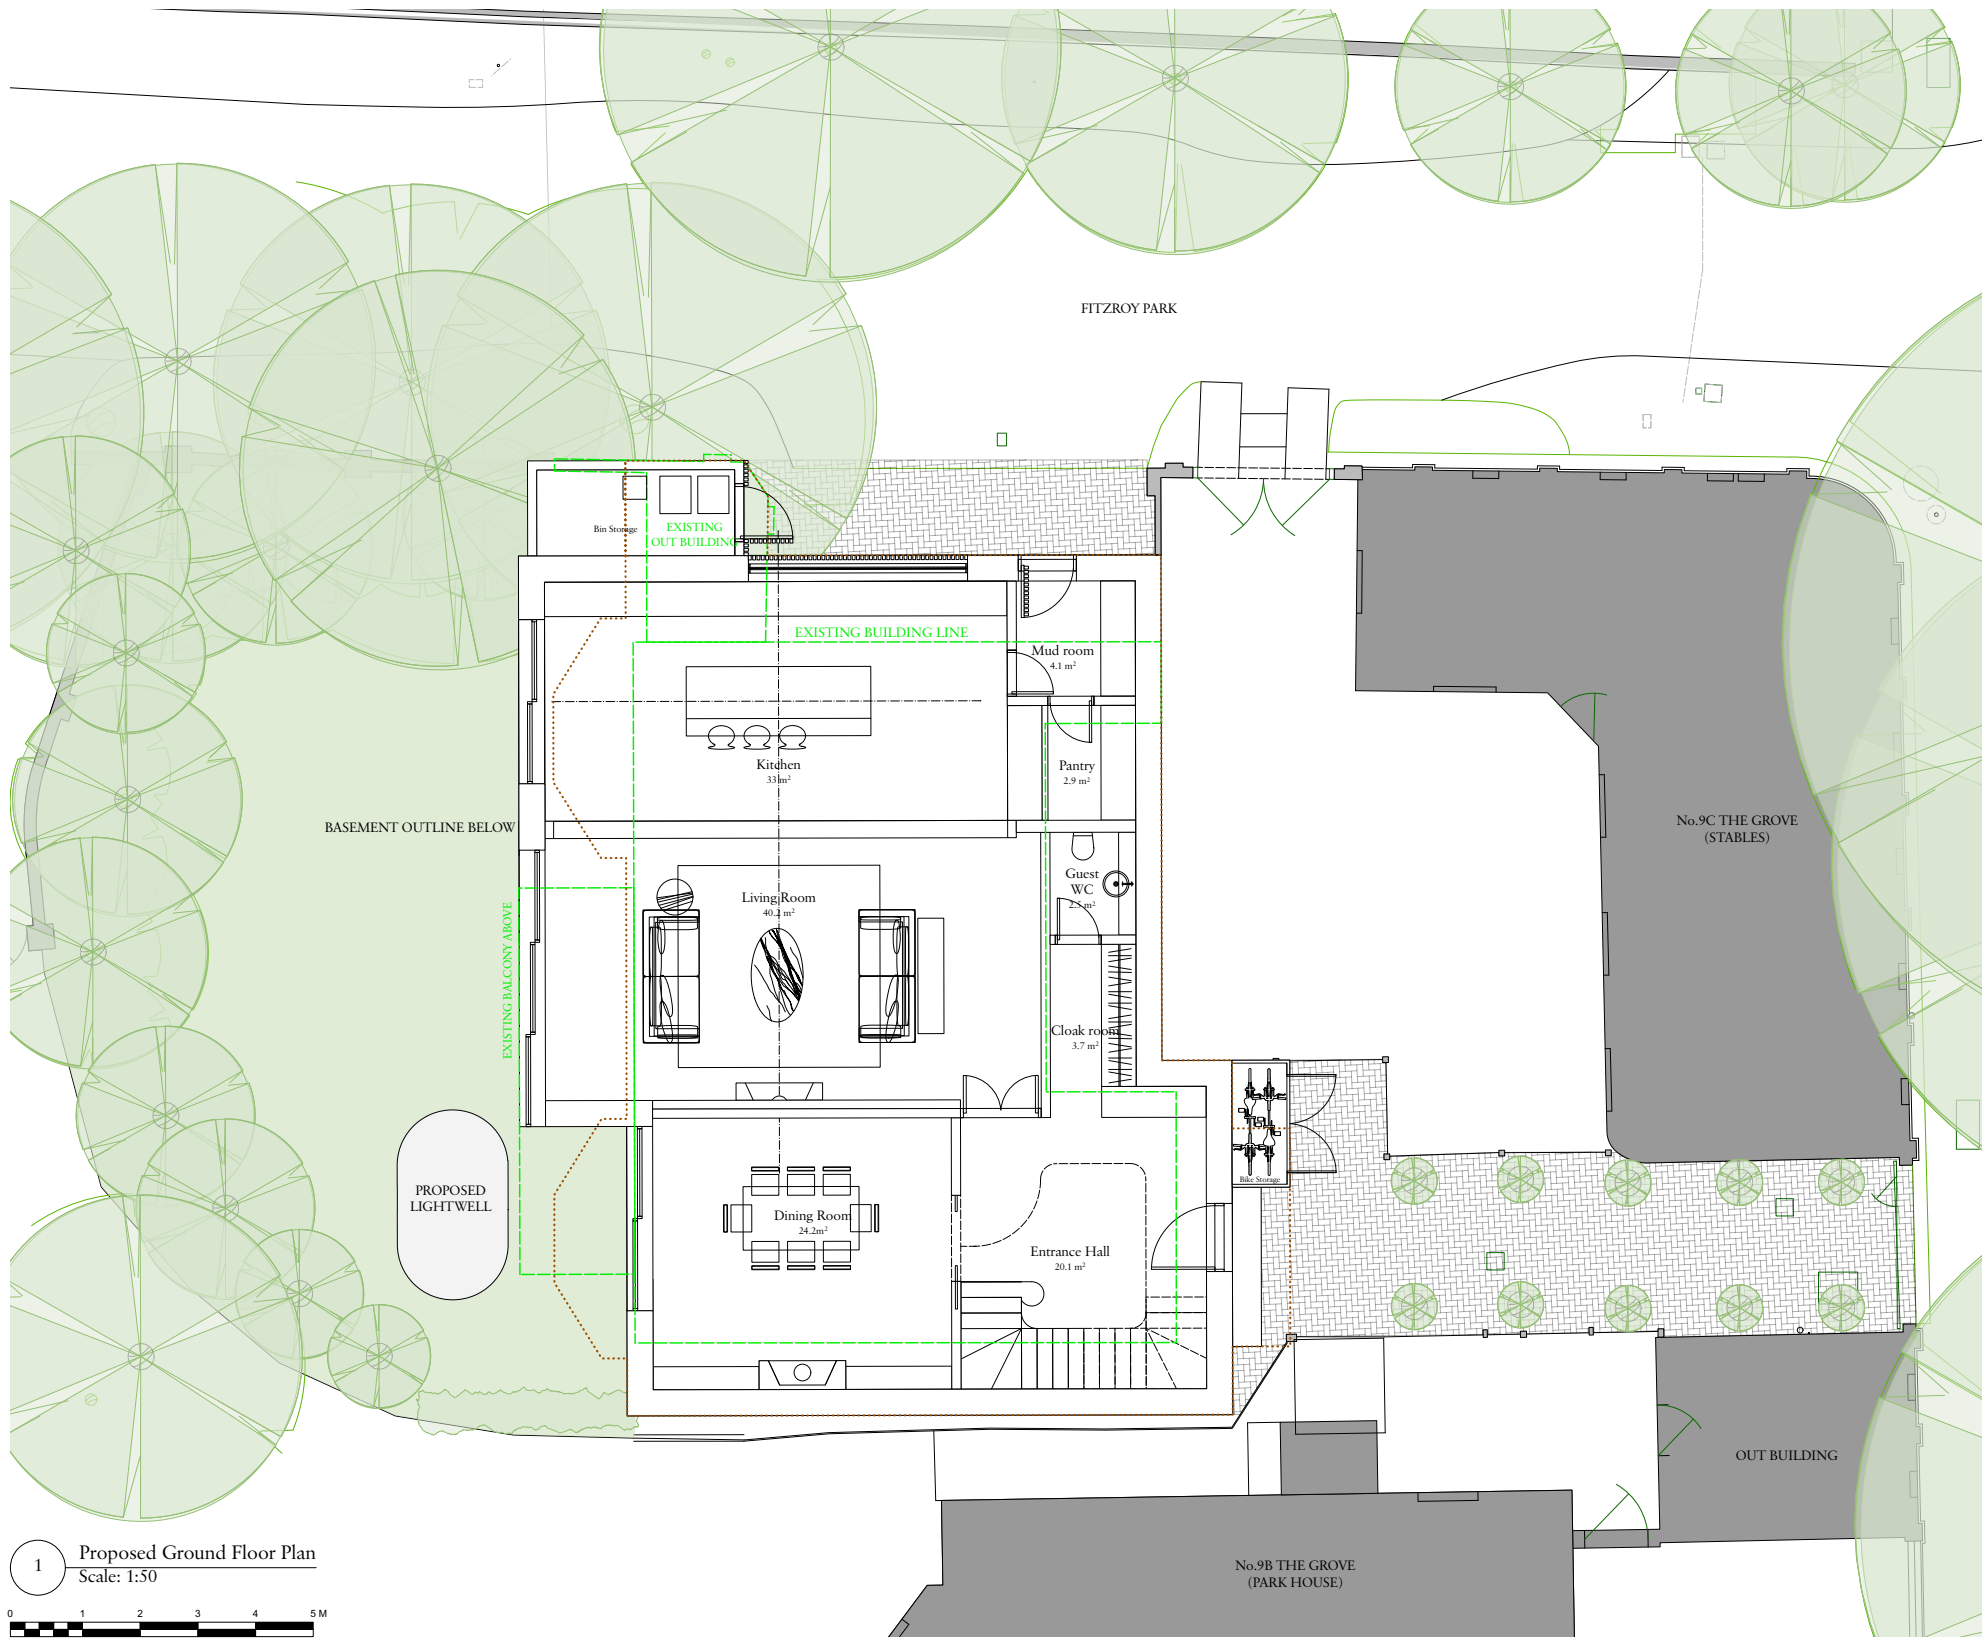 FITZROY PARK
Bin Storage
EXISTING
OUT BUILDING
EXISTING BUILDING LINE
Mud room
4.1 m²
Kitchen
33 m²
Pantry
2.9 m²
BASEMENT OUTLINE BELOW
No.9C THE GROVE
(STABLES)
Guest
WC
2.5 m²
Living Room
40.2 m²
EXISTING BALCONY ABOVE
Cloak room
3.7 m²
PROPOSED
LIGHTWELL
Bike Storage
Dining Room
24.2m²
Entrance Hall
20.1 m²
OUT BUILDING
No.9B THE GROVE
(PARK HOUSE)
1
Proposed Ground Floor Plan
Scale: 1:50
0 1 2 3 4 5 M